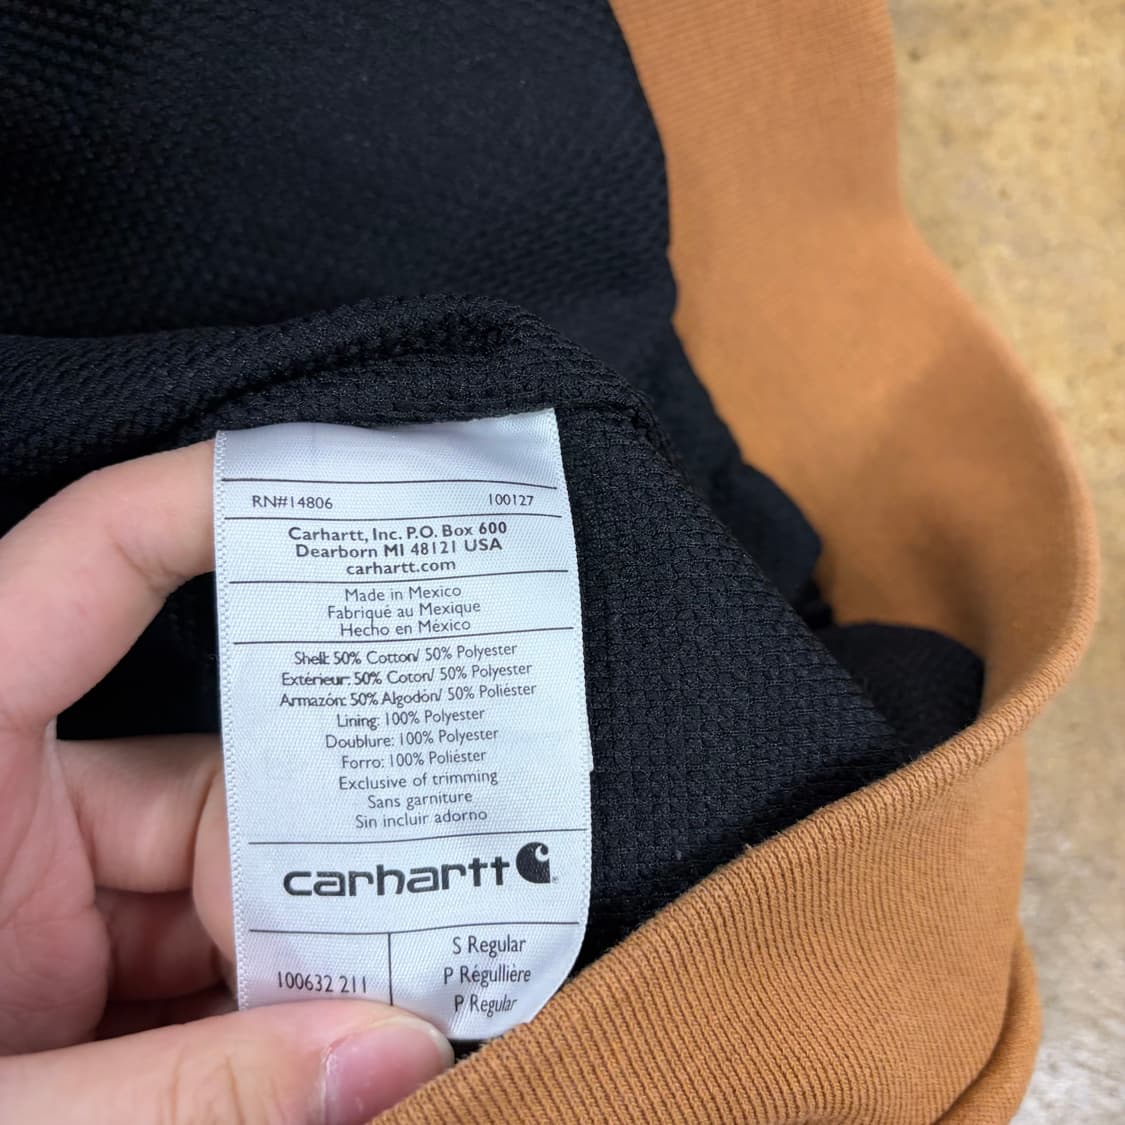 RN#14806 100127
Carhartt, Inc. P.O. Box 600
Dearborn MI 48121 USA
carhartt.com
Made in Mexico
Fabriqué au Mexique
Hecho en México
Shell: 50% Cotton/ 50% Polyester
Extérieur: 50% Coton/ 50% Polyester
Armazón: 50% Algodón/ 50% Poliéster
Lining: 100% Polyester
Doublure: 100% Polyester
Forro: 100% Poliéster
Exclusive of trimming
Sans garniture
Sin incluir adorno
carhartt
S Regular
100632 211 P Régullière
P Regular